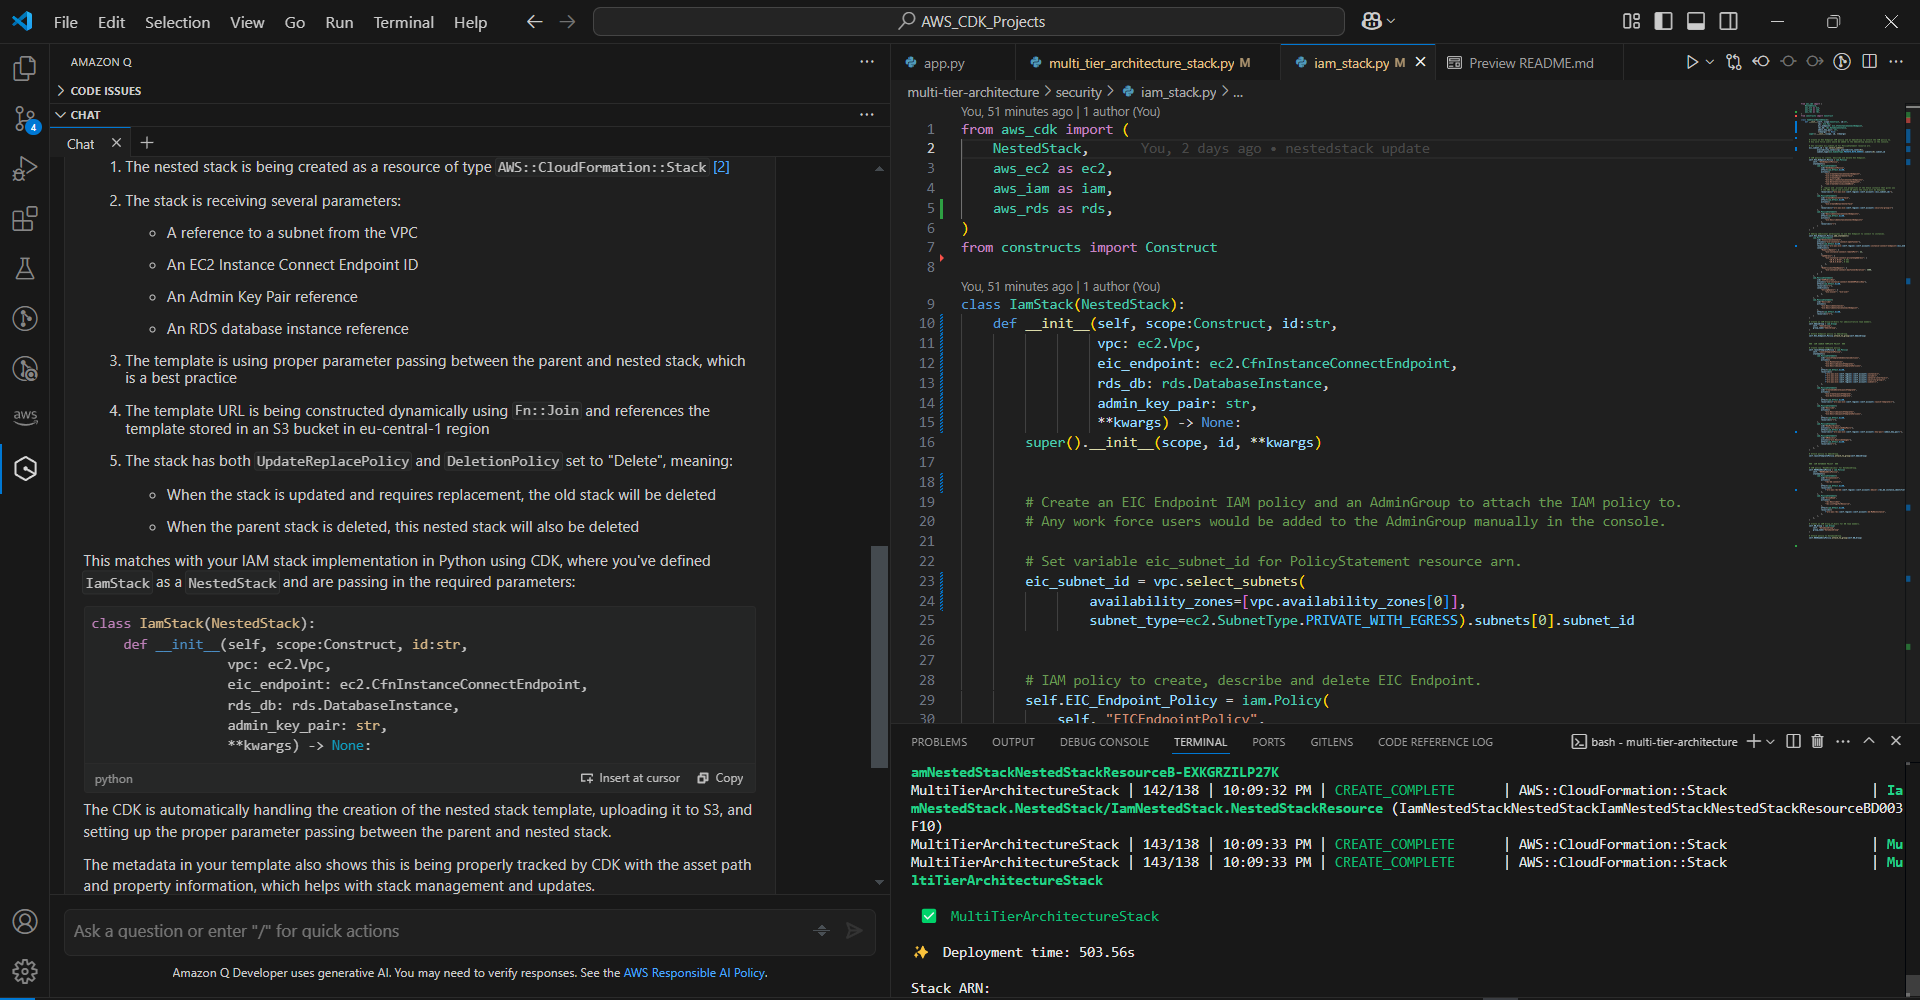 File Edit Selection View Go Run Terminal Help
AWS_CDK_Projects
AMAZON Q
CODE ISSUES
CHAT
Chat
1. The nested stack is being created as a resource of type AWS::CloudFormation::Stack [2]
2. The stack is receiving several parameters:
A reference to a subnet from the VPC
An EC2 Instance Connect Endpoint ID
An Admin Key Pair reference
An RDS database instance reference
3. The template is using proper parameter passing between the parent and nested stack, which
is a best practice
4. The template URL is being constructed dynamically using Fn::Join and references the
template stored in an S3 bucket in eu-central-1 region
5. The stack has both UpdateReplacePolicy and DeletionPolicy set to "Delete", meaning:
When the stack is updated and requires replacement, the old stack will be deleted
When the parent stack is deleted, this nested stack will also be deleted
This matches with your IAM stack implementation in Python using CDK, where you've defined
IamStack as a NestedStack and are passing in the required parameters:
class IamStack(NestedStack):
def __init__(self, scope:Construct, id:str,
vpc: ec2.Vpc,
eic_endpoint: ec2.CfnInstanceConnectEndpoint,
rds_db: rds.DatabaseInstance,
admin_key_pair: str,
**kwargs) -> None:
python
Insert at cursor
Copy
The CDK is automatically handling the creation of the nested stack template, uploading it to S3, and
setting up the proper parameter passing between the parent and nested stack.
The metadata in your template also shows this is being properly tracked by CDK with the asset path
and property information, which helps with stack management and updates.
Ask a question or enter "/" for quick actions
Amazon Q Developer uses generative AI. You may need to verify responses. See the AWS Responsible AI Policy.
4
aws
app.py
multi_tier_architecture_stack.py M
iam_stack.py M
Preview README.md
multi-tier-architecture > security > iam_stack.py > ...
You, 51 minutes ago | 1 author (You)
1 from aws_cdk import (
2 NestedStack, You, 2 days ago • nestedstack update
3 aws_ec2 as ec2,
4 aws_iam as iam,
5 aws_rds as rds,
6 )
7 from constructs import Construct
8
You, 51 minutes ago | 1 author (You)
9 class IamStack(NestedStack):
10 def __init__(self, scope:Construct, id:str,
11 vpc: ec2.Vpc,
12 eic_endpoint: ec2.CfnInstanceConnectEndpoint,
13 rds_db: rds.DatabaseInstance,
14 admin_key_pair: str,
15 **kwargs) -> None:
16 super().__init__(scope, id, **kwargs)
17
18
19 # Create an EIC Endpoint IAM policy and an AdminGroup to attach the IAM policy to.
20 # Any work force users would be added to the AdminGroup manually in the console.
21
22 # Set variable eic_subnet_id for PolicyStatement resource arn.
23 eic_subnet_id = vpc.select_subnets(
24 availability_zones=[vpc.availability_zones[0]],
25 subnet_type=ec2.SubnetType.PRIVATE_WITH_EGRESS).subnets[0].subnet_id
26
27
28 # IAM policy to create, describe and delete EIC Endpoint.
29 self.EIC_Endpoint_Policy = iam.Policy(
30 self, "EICEndpointPolicy",
PROBLEMS OUTPUT DEBUG CONSOLE TERMINAL PORTS GITLENS CODE REFERENCE LOG
bash - multi-tier-architecture
amNestedStackNestedStackResourceB-EXKGRZILP27K
MultiTierArchitectureStack | 142/138 | 10:09:32 PM | CREATE_COMPLETE | AWS::CloudFormation::Stack | Ia
mNestedStack.NestedStack/IamNestedStack.NestedStackResource (IamNestedStackNestedStackIamNestedStackNestedStackResourceBD003
F10)
MultiTierArchitectureStack | 143/138 | 10:09:33 PM | CREATE_COMPLETE | AWS::CloudFormation::Stack | Mu
MultiTierArchitectureStack | 143/138 | 10:09:33 PM | CREATE_COMPLETE | AWS::CloudFormation::Stack | Mu
ltiTierArchitectureStack
MultiTierArchitectureStack
Deployment time: 503.56s
Stack ARN: